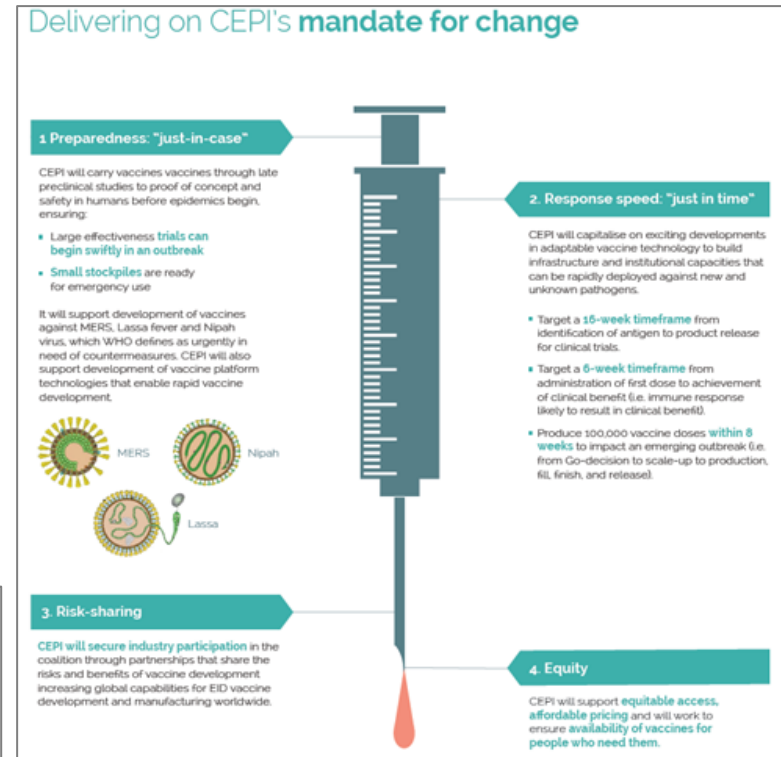 Delivering on CEPI's mandate for change
1 Preparedness: "just-in-case"
CEPI will carry vaccines vaccines through late
preclinical studies to proof of concept and
safety in humans before epidemics begin,
ensuring:
▪ Large effectiveness trials can
begin swiftly in an outbreak
▪ Small stockpiles are ready
for emergency use
It will support development of vaccines
against MERS, Lassa fever and Nipah
virus, which WHO defines as urgently in
need of countermeasures. CEPI will also
support development of vaccine platform
technologies that enable rapid vaccine
development.
MERS
Nipah
Lassa
2. Response speed: "just in time"
CEPI will capitalise on exciting developments
in adaptable vaccine technology to build
infrastructure and institutional capacities that
can be rapidly deployed against new and
unknown pathogens.
▪ Target a 16-week timeframe from
identification of antigen to product release
for clinical trials.
▪ Target a 6-week timeframe from
administration of first dose to achievement
of clinical benefit (i.e. immune response
likely to result in clinical benefit).
▪ Produce 100,000 vaccine doses within 8
weeks to impact an emerging outbreak (i.e.
from Go-decision to scale-up to production,
fill, finish, and release).
3. Risk-sharing
CEPI will secure industry participation in the
coalition through partnerships that share the
risks and benefits of vaccine development
increasing global capabilities for EID vaccine
development and manufacturing worldwide.
4. Equity
CEPI will support equitable access,
affordable pricing and will work to
ensure availability of vaccines for
people who need them.